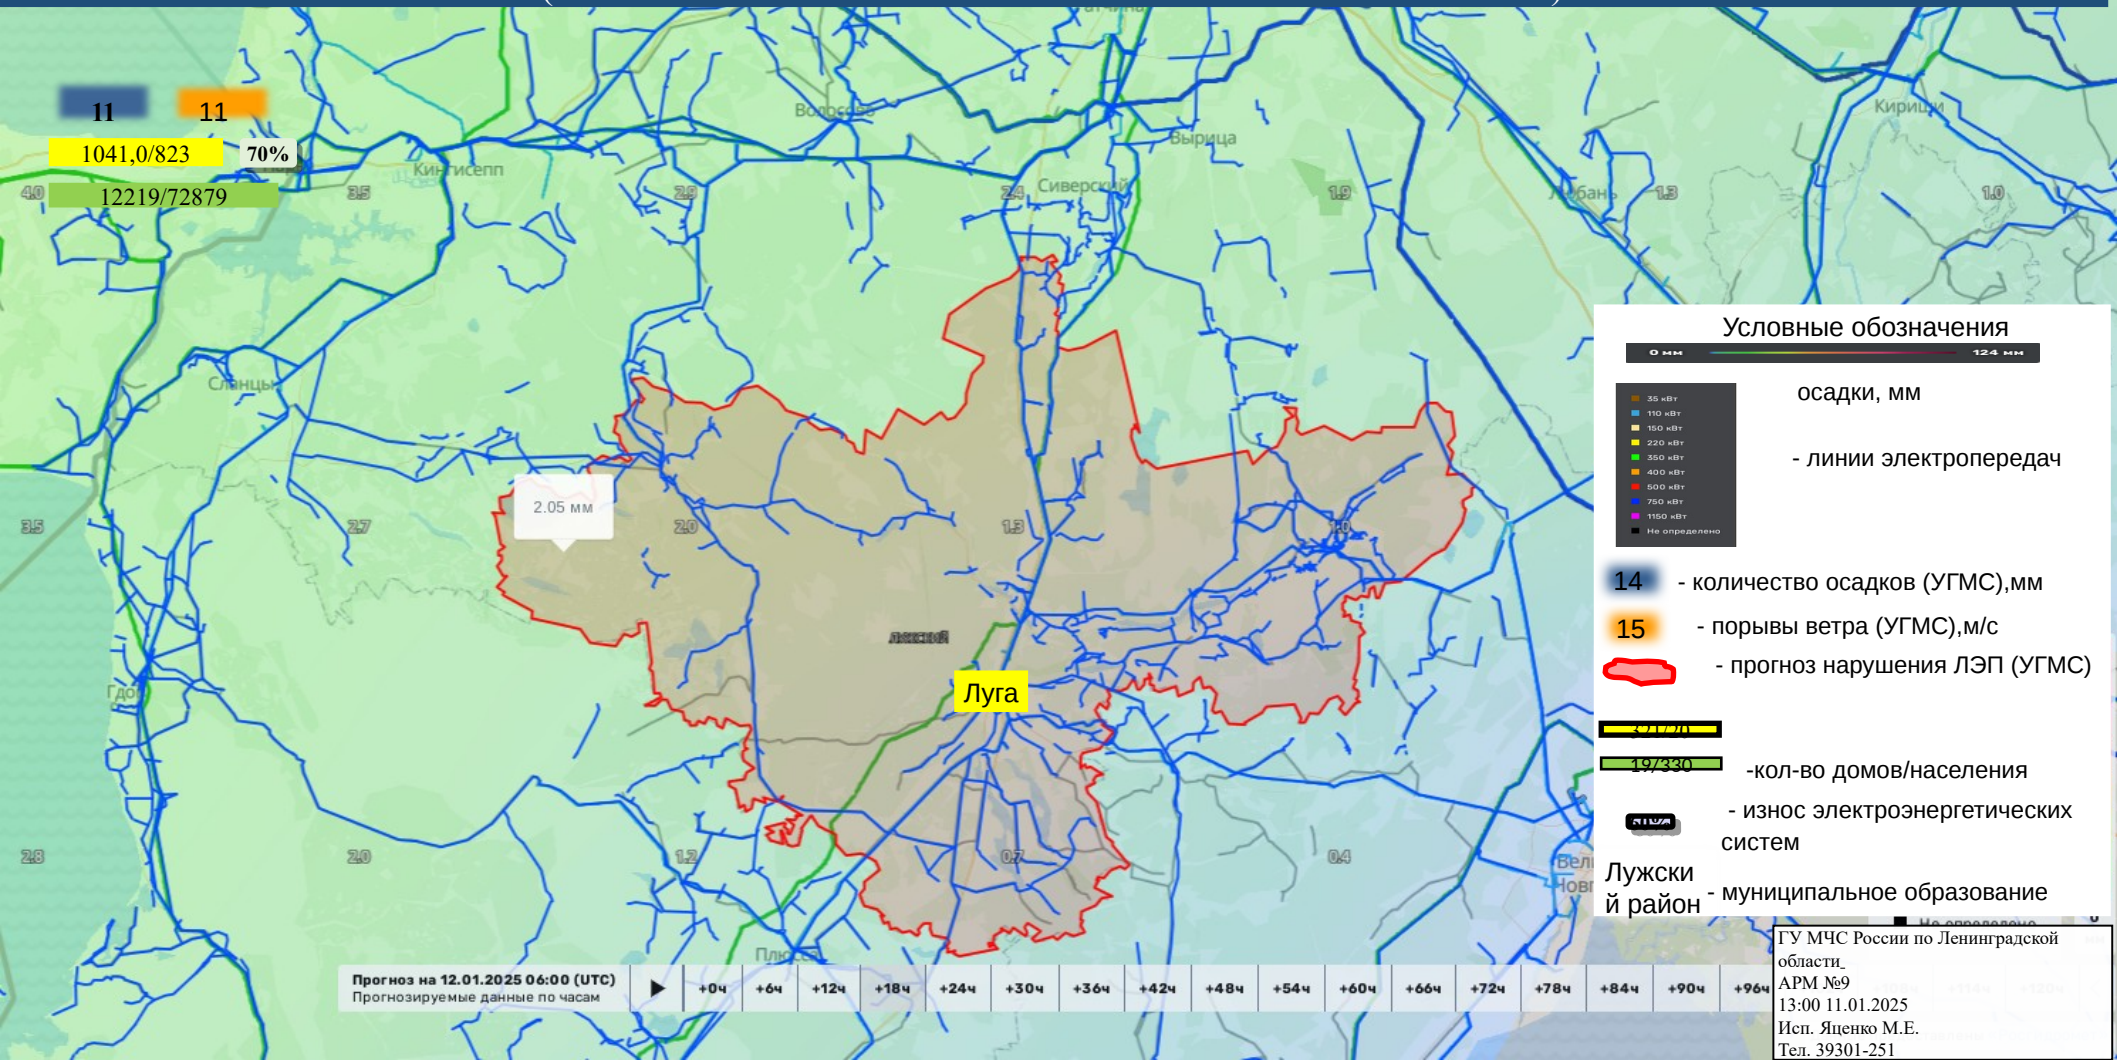 11
11
1041,0/823
70%
12219/72879
Волосово
Кириши
Вырица
Кингисепп
Сиверский
Любань
4.0
3.5
2.9
2.4
1.9
1.3
1.0
Сланцы
2.05 мм
3.5
2.7
2.0
1.3
1.0
Луга
Гдов
2.8
2.0
1.2
0.7
0.4
Плюсса
Условные обозначения
0 мм
124 мм
осадки, мм
35 кВт
110 кВт
150 кВт
220 кВт
350 кВт
400 кВт
500 кВт
750 кВт
1150 кВт
Не определено
- линии электропередач
14 - количество осадков (УГМС),мм
15 - порывы ветра (УГМС),м/с
- прогноз нарушения ЛЭП (УГМС)
321/20
19/330 -кол-во домов/населения
- износ электроэнергетических
систем
Лужски
й район - муниципальное образование
Не определено
Прогноз на 12.01.2025 06:00 (UTC)
Прогнозируемые данные по часам
+0ч +6ч +12ч +18ч +24ч +30ч +36ч +42ч +48ч +54ч +60ч +66ч +72ч +78ч +84ч +90ч +96ч
ГУ МЧС России по Ленинградской
области
АРМ №9
13:00 11.01.2025
Исп. Яценко М.Е.
Тел. 39301-251